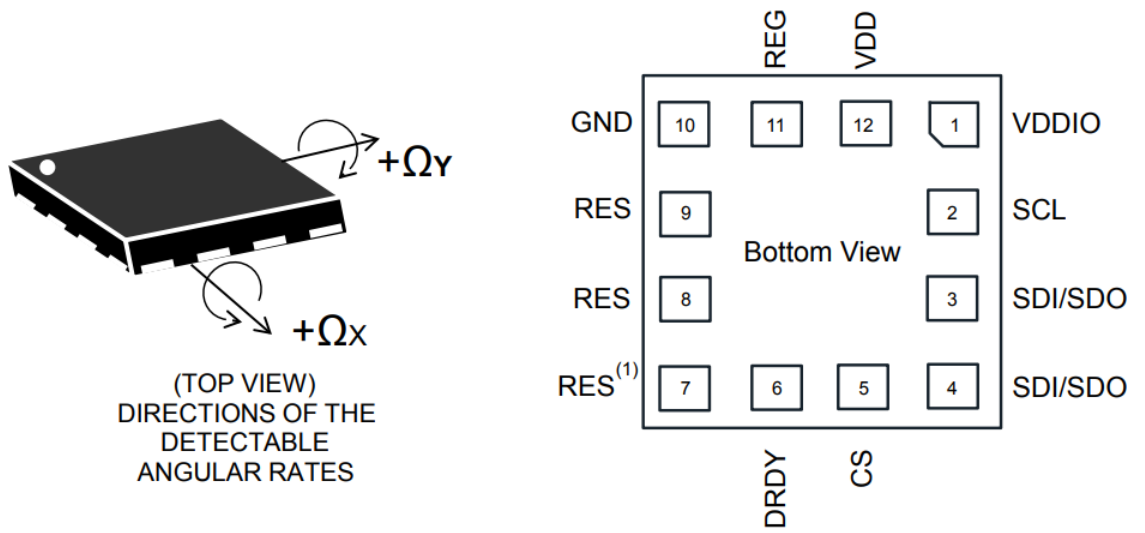 +ΩY
+ΩX
(TOP VIEW)
DIRECTIONS OF THE
DETECTABLE
ANGULAR RATES
REG
VDD
GND 10 11 12 1 VDDIO
RES 9 2 SCL
Bottom View
RES 8 3 SDI/SDO
RES(1) 7 6 5 4 SDI/SDO
DRDY
CS